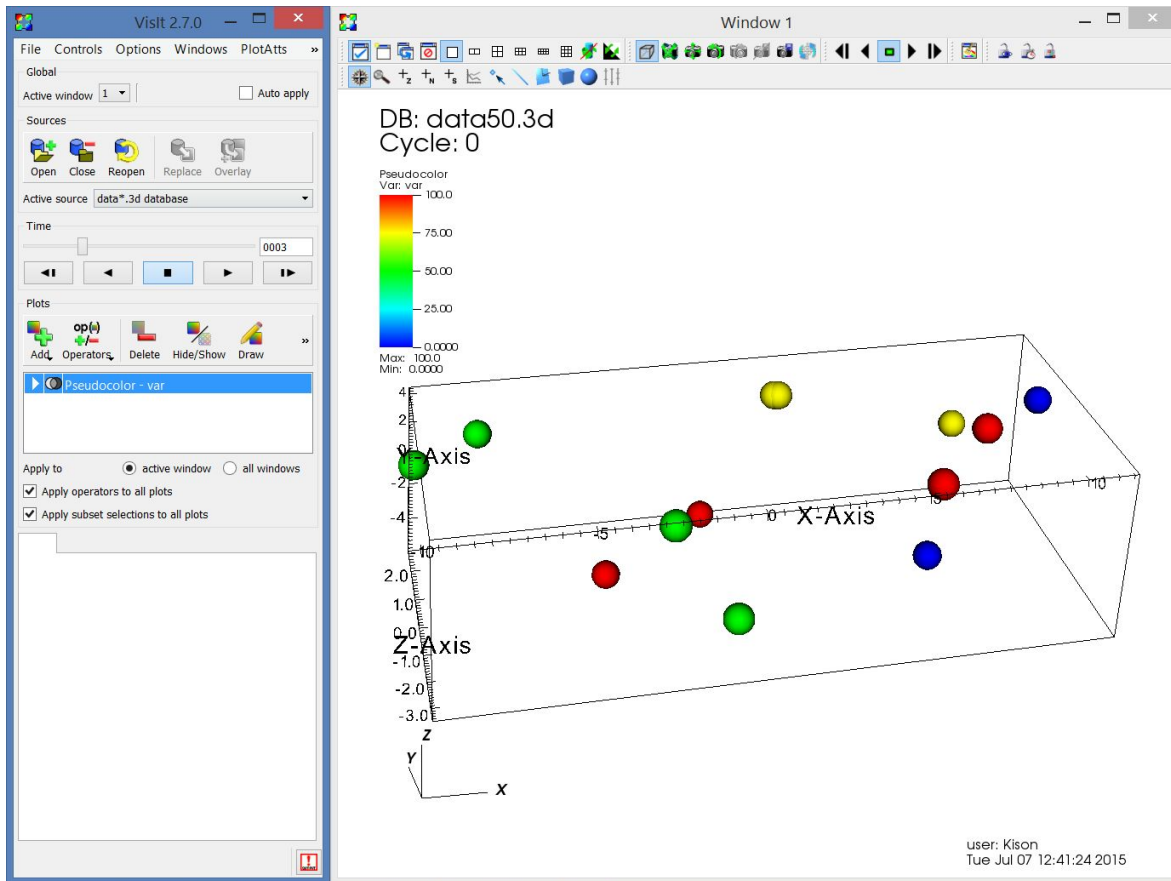 VisIt 2.7.0
File Controls Options Windows PlotAtts »
Global
Active window 1 Auto apply
Sources
Open Close Reopen Replace Overlay
Active source data*.3d database
Time
0003
Plots
op(=)
Add Operators Delete Hide/Show Draw »
Pseudocolor - var
Apply to active window all windows
Apply operators to all plots
Apply subset selections to all plots
Window 1
z N s
DB: data50.3d
Cycle: 0
Pseudocolor
Var: var
100.0
75.00
50.00
25.00
0.0000
Max: 100.0
Min: 0.0000
4
2
0
Y-Axis
-2
-4
-10
-5
0
X-Axis
5
10
2.0
1.0
0.0
Z-Axis
-1.0
-2.0
-3.0
Z
Y
X
user: Kison
Tue Jul 07 12:41:24 2015